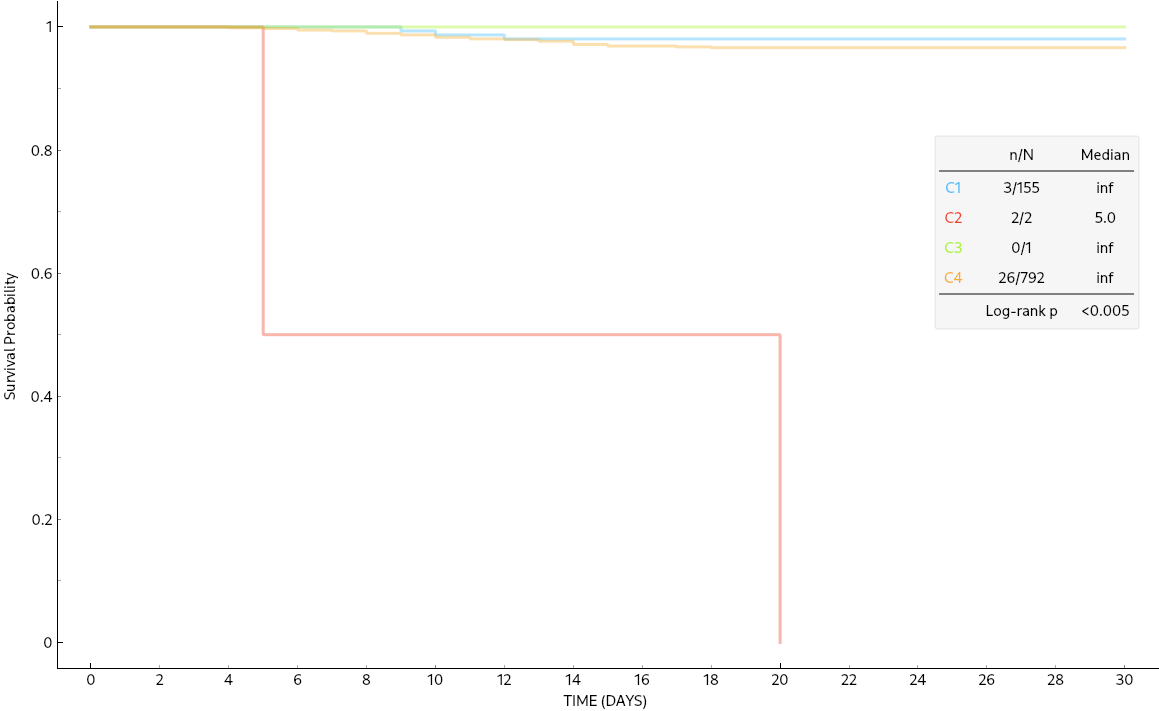 1
0.8
0.6
0.4
0.2
0
Survival Probability
n/N Median
C1 3/155 inf
C2 2/2 5.0
C3 0/1 inf
C4 26/792 inf
Log-rank p <0.005
0 2 4 6 8 10 12 14 16 18 20 22 24 26 28 30
TIME (DAYS)